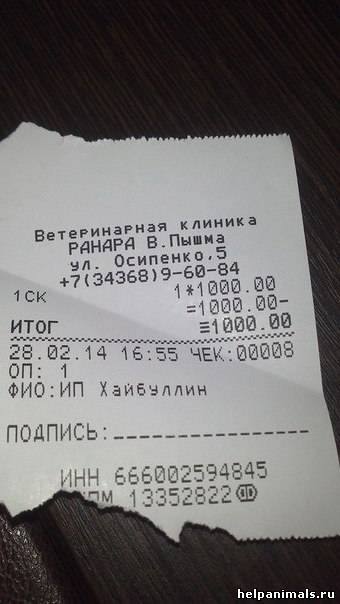 Ветеринарная клиника
РАНАРА В.Пышма
ул. Осипенко,5
+7(34368)9-60-84
1*1000.00
1СК =1000.00-
ИТОГ ≡1000.00
28.02.14 16:55 ЧЕК:00008
ОП: 1
ФИО:ИП Хайбуллин
ПОДПИСЬ:
ИНН 666002594845
13352822
helpanimals.ru